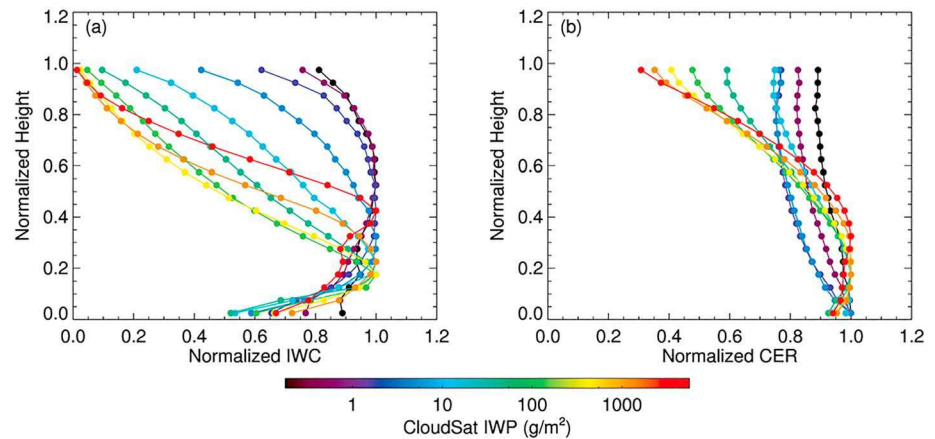 (a)
Normalized Height
1.2
1.0
0.8
0.6
0.4
0.2
0.0
0.0 0.2 0.4 0.6 0.8 1.0 1.2
Normalized IWC
(b)
Normalized Height
1.2
1.0
0.8
0.6
0.4
0.2
0.0
0.0 0.2 0.4 0.6 0.8 1.0 1.2
Normalized CER
1 10 100 1000
CloudSat IWP (g/m²)